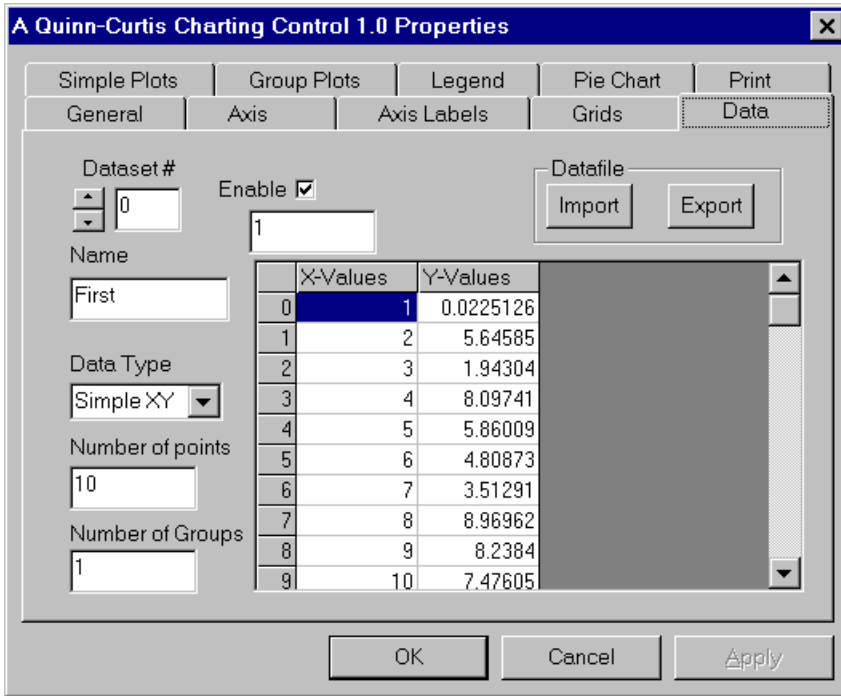 A Quinn-Curtis Charting Control 1.0 Properties
Simple Plots Group Plots Legend Pie Chart Print
General Axis Axis Labels Grids Data
Dataset #
0
Enable
1
Datafile
Import Export
Name
First
Data Type
Simple XY
Number of points
10
Number of Groups
1
X-Values Y-Values
0 1 0.0225126
1 2 5.64585
2 3 1.94304
3 4 8.09741
4 5 5.86009
5 6 4.80873
6 7 3.51291
7 8 8.96962
8 9 8.2384
9 10 7.47605
OK Cancel Apply